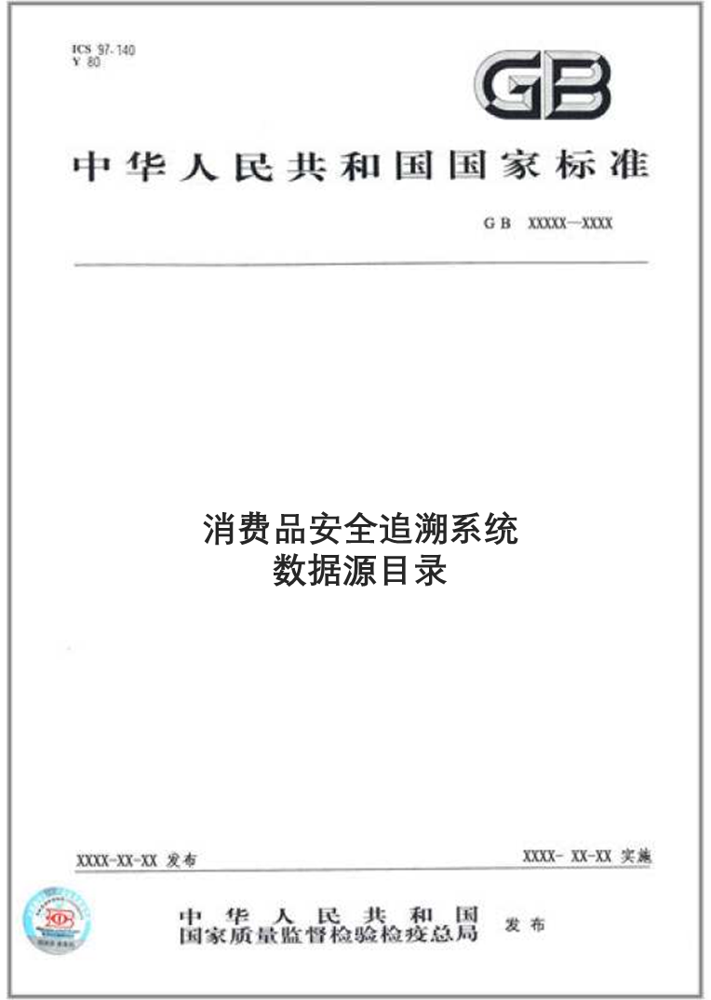 ICS 97.140
Y 80
GB
中华人民共和国国家标准
GB XXXXX—XXXX
消费品安全追溯系统
数据源目录
XXXX-XX-XX 发布
XXXX- XX-XX 实施
中华人民共和国
国家质量监督检验检疫总局
发布